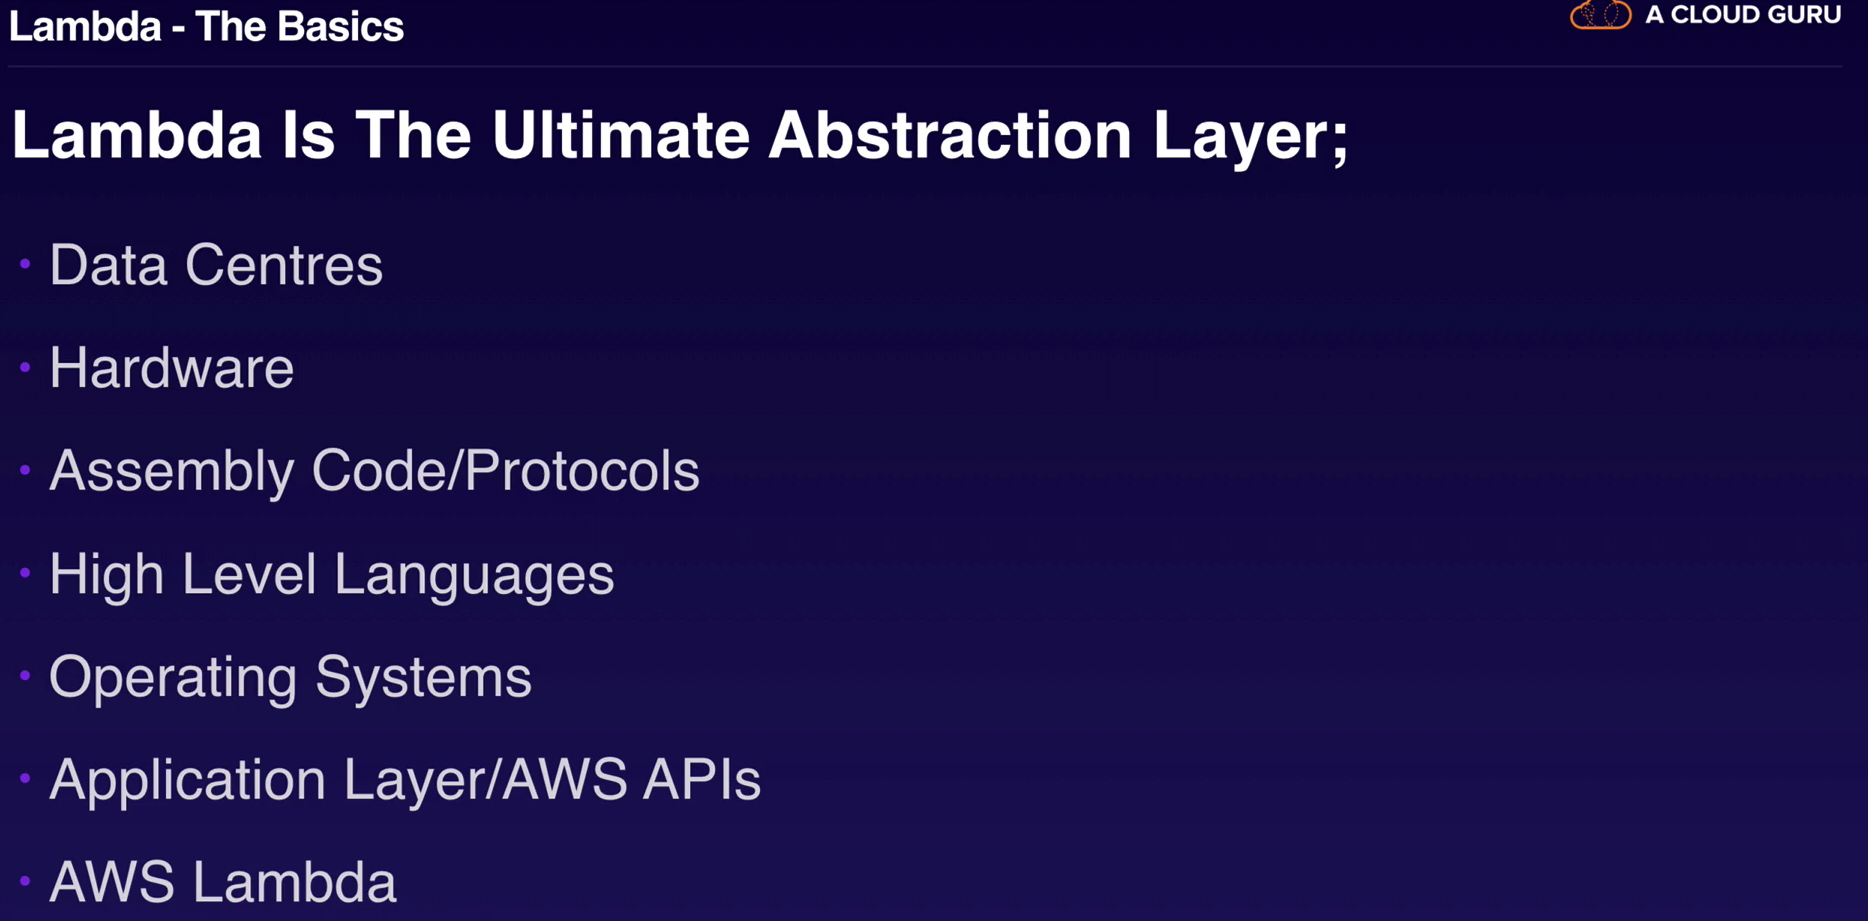 Lambda - The Basics
A CLOUD GURU
Lambda Is The Ultimate Abstraction Layer;
• Data Centres
• Hardware
• Assembly Code/Protocols
• High Level Languages
• Operating Systems
• Application Layer/AWS APIs
• AWS Lambda